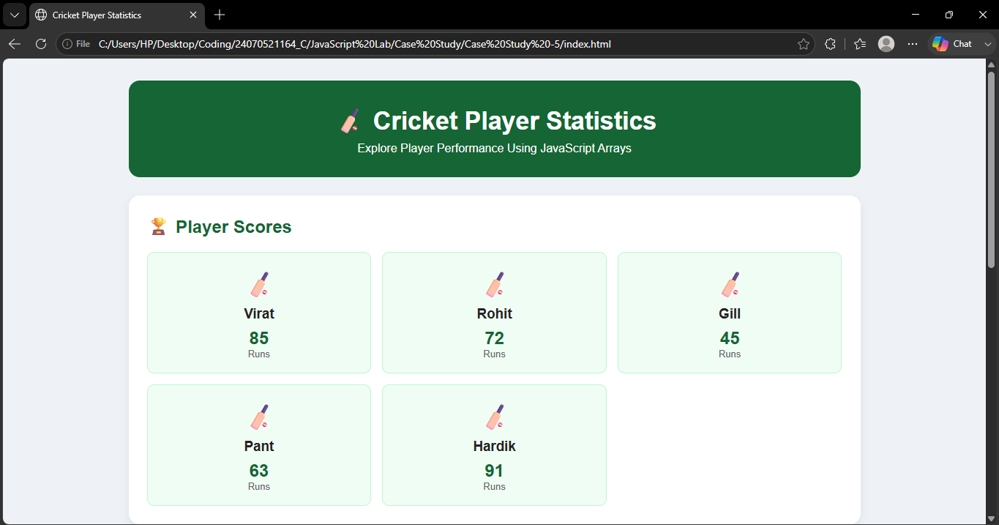 Cricket Player Statistics
File C:/Users/HP/Desktop/Coding/24070521164_C/JavaScript%20Lab/Case%20Study/Case%20Study%20-5/index.html
Chat
Cricket Player Statistics
Explore Player Performance Using JavaScript Arrays
Player Scores
Virat
85
Runs
Rohit
72
Runs
Gill
45
Runs
Pant
63
Runs
Hardik
91
Runs